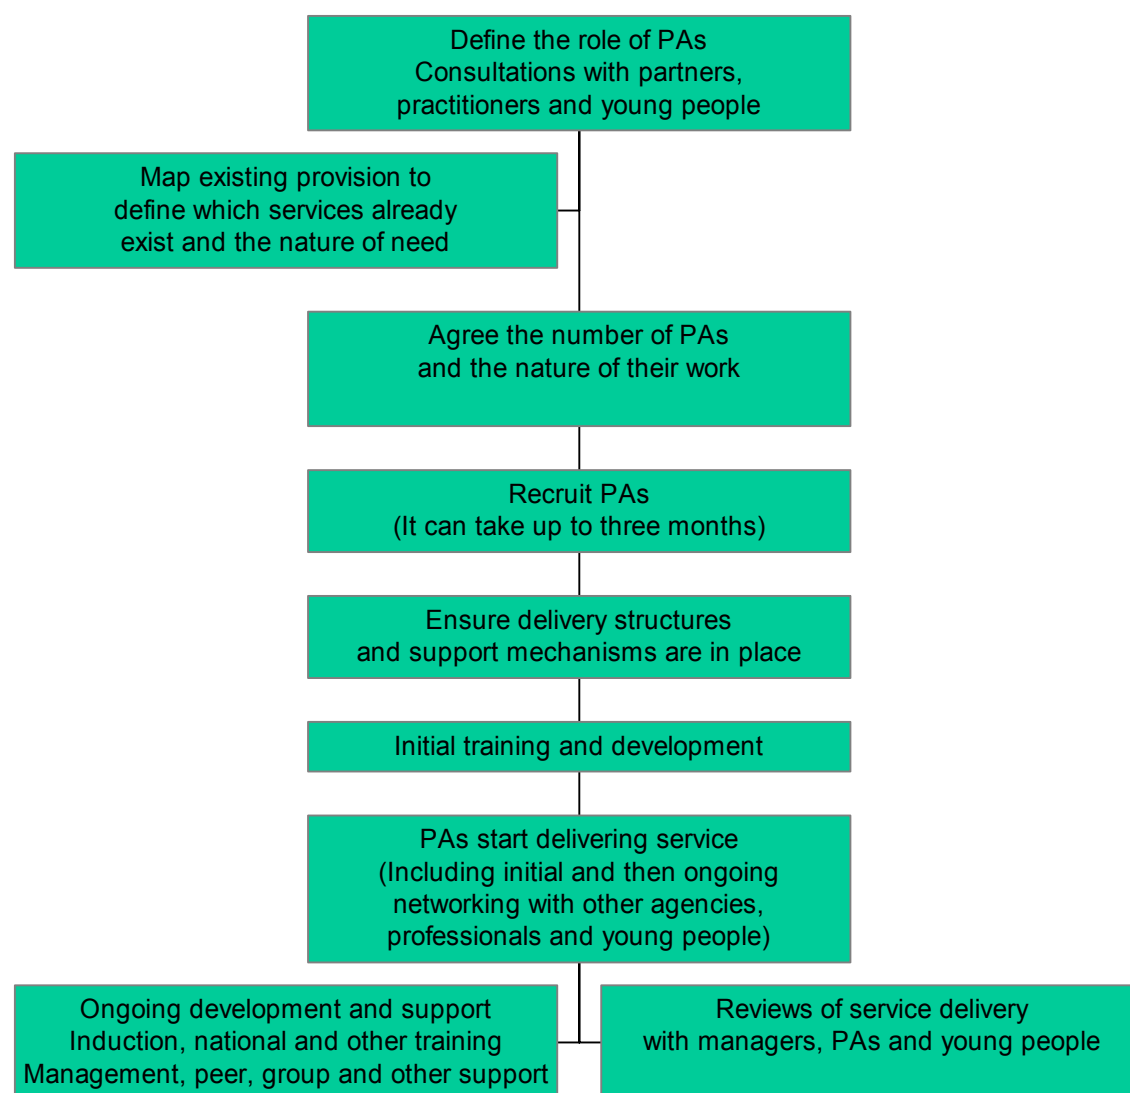 Define the role of PAs
Consultations with partners,
practitioners and young people
Map existing provision to
define which services already
exist and the nature of need
Agree the number of PAs
and the nature of their work
Recruit PAs
(It can take up to three months)
Ensure delivery structures
and support mechanisms are in place
Initial training and development
PAs start delivering service
(Including initial and then ongoing
networking with other agencies,
professionals and young people)
Ongoing development and support
Induction, national and other training
Management, peer, group and other support
Reviews of service delivery
with managers, PAs and young people